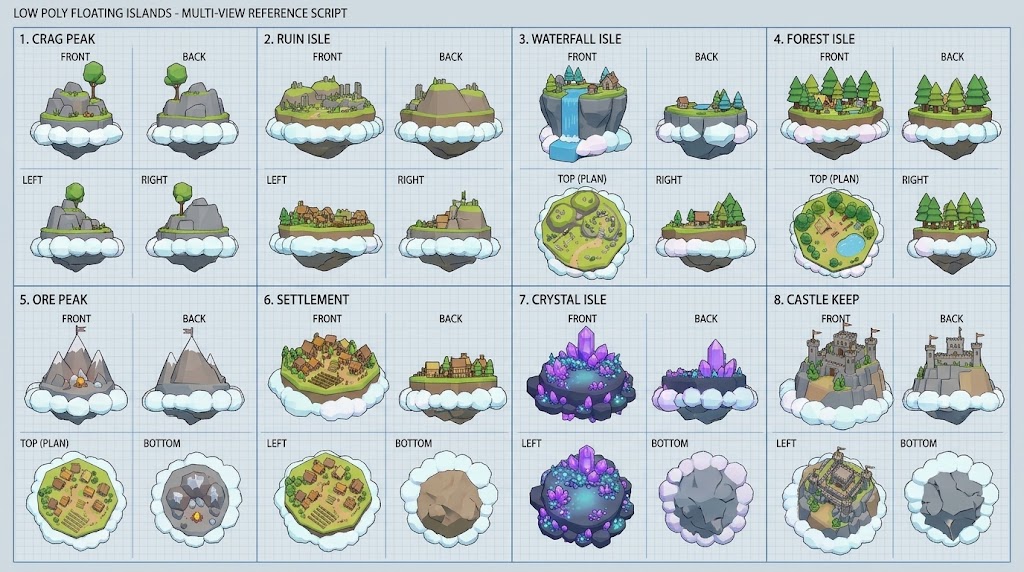 LOW POLY FLOATING ISLANDS - MULTI-VIEW REFERENCE SCRIPT
1. CRAG PEAK
FRONT
BACK
LEFT
RIGHT
2. RUIN ISLE
FRONT
BACK
LEFT
RIGHT
3. WATERFALL ISLE
FRONT
BACK
TOP (PLAN)
RIGHT
4. FOREST ISLE
FRONT
BACK
TOP (PLAN)
RIGHT
5. ORE PEAK
FRONT
BACK
TOP (PLAN)
BOTTOM
6. SETTLEMENT
FRONT
BACK
LEFT
BOTTOM
7. CRYSTAL ISLE
FRONT
BACK
LEFT
BOTTOM
8. CASTLE KEEP
FRONT
BACK
LEFT
BOTTOM